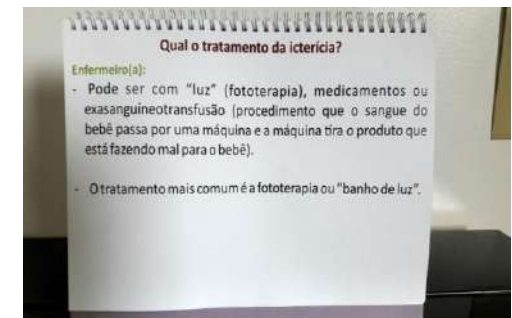 Qual o tratamento da icterícia?
Enfermeiro(a):
- Pode ser com "luz" (fototerapia), medicamentos ou
exasanguineotransfusão (procedimento que o sangue do
bebê passa por uma máquina e a máquina tira o produto que
está fazendo mal para o bebê).
- O tratamento mais comum é a fototerapia ou "banho de luz".